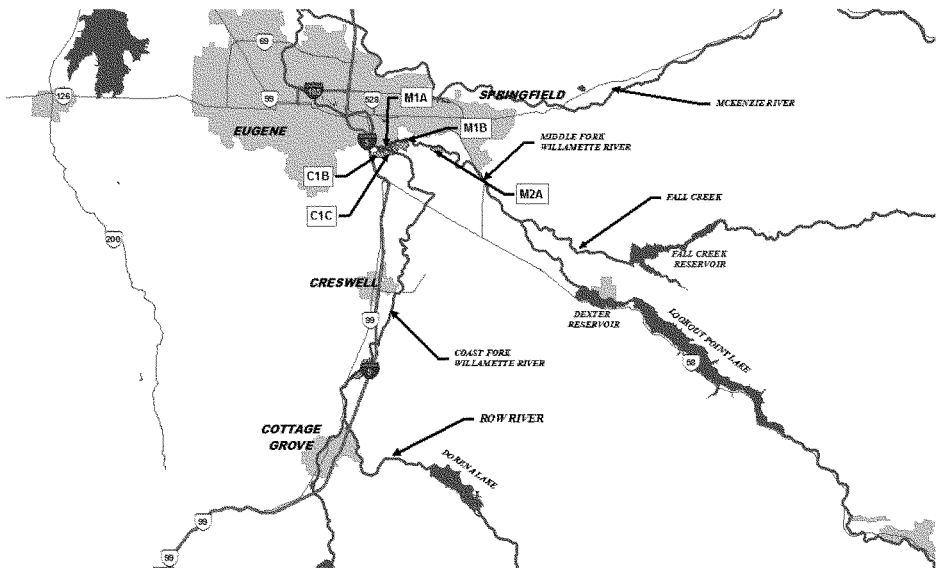 69
126
99
528
M1A
SPRINGFIELD
MCKENZIE RIVER
EUGENE
M1B
MIDDLE FORK
WILLAMETTE RIVER
C1B
M2A
C1C
FALL CREEK
200
FALL CREEK
RESERVOIR
CRESWELL
DEXTER
RESERVOIR
LOOKOUT POINT LAKE
99
58
COAST FORK
WILLAMETTE RIVER
COTTAGE
GROVE
ROW RIVER
DORENA LAKE
99
99